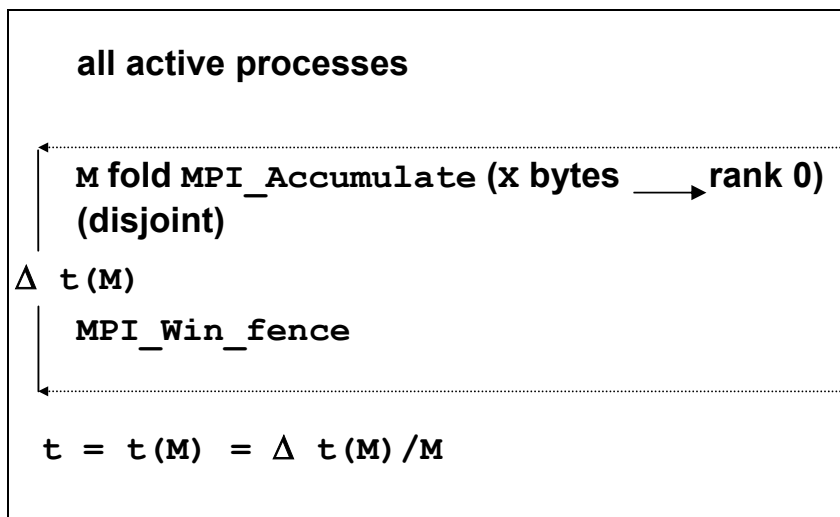 all active processes
M fold MPI_Accumulate (X bytes ⟶ rank 0)
(disjoint)
Δ t(M)
MPI_Win_fence
t = t(M) = Δ t(M)/M